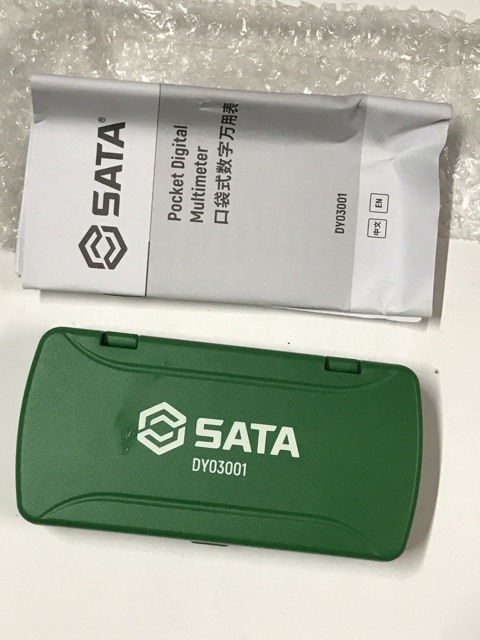 SATA®
Pocket Digital
Multimeter
口袋式数字万用表
DY03001
中文 EN
SATA
DY03001